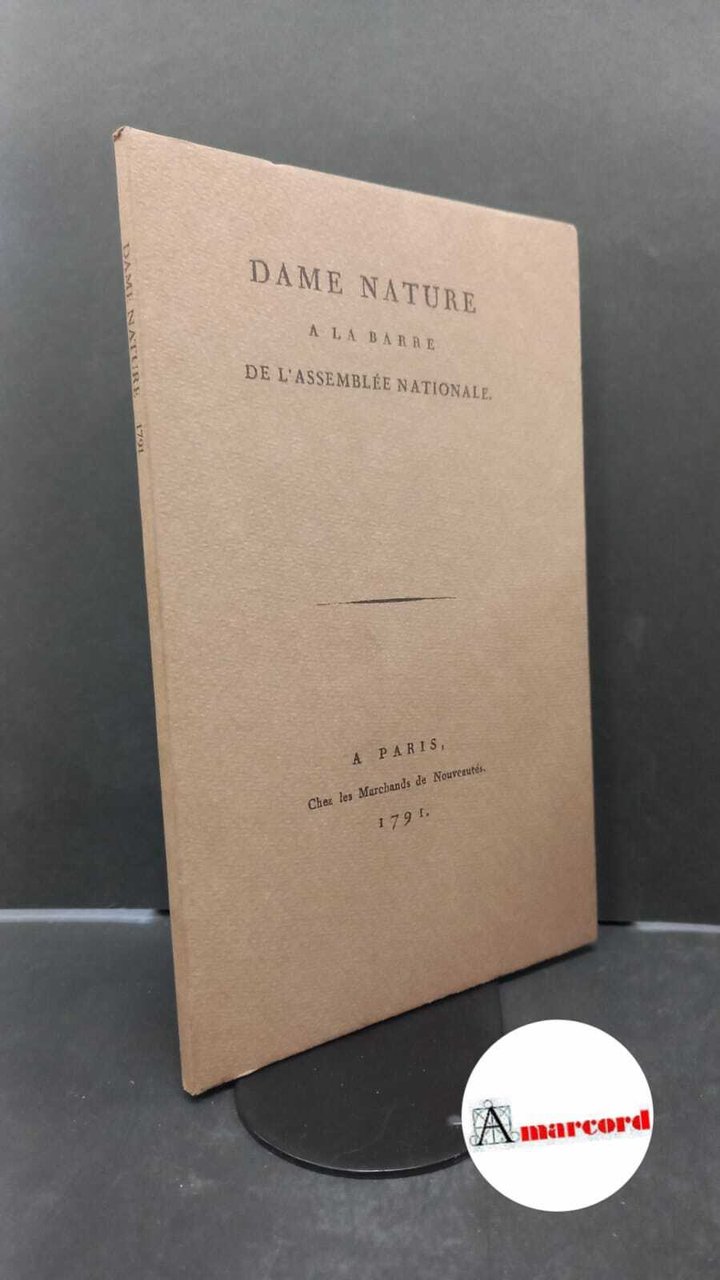 DAME NATURE
A LA BARRE
DE L'ASSEMBLÉE NATIONALE.
A PARIS,
Chez les Marchands de Nouveautés.
1791.
DAME NATURE 1791
Amarcord